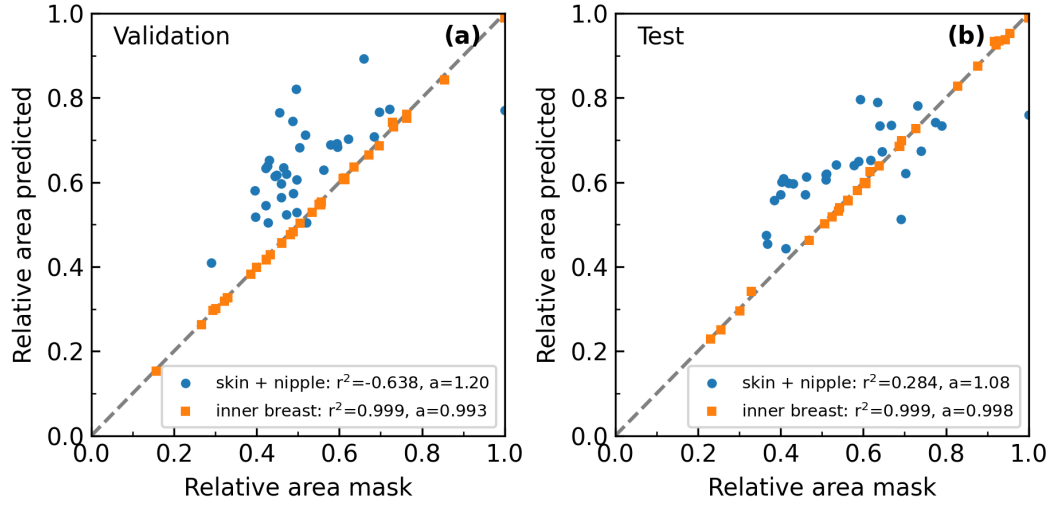 Validation
(a)
1.0
0.8
0.6
0.4
0.2
0.0
Relative area predicted
skin + nipple: r²=-0.638, a=1.20
inner breast: r²=0.999, a=0.993
0.0 0.2 0.4 0.6 0.8 1.0
Relative area mask
Test
(b)
1.0
0.8
0.6
0.4
0.2
0.0
Relative area predicted
skin + nipple: r²=0.284, a=1.08
inner breast: r²=0.999, a=0.998
0.0 0.2 0.4 0.6 0.8 1.0
Relative area mask